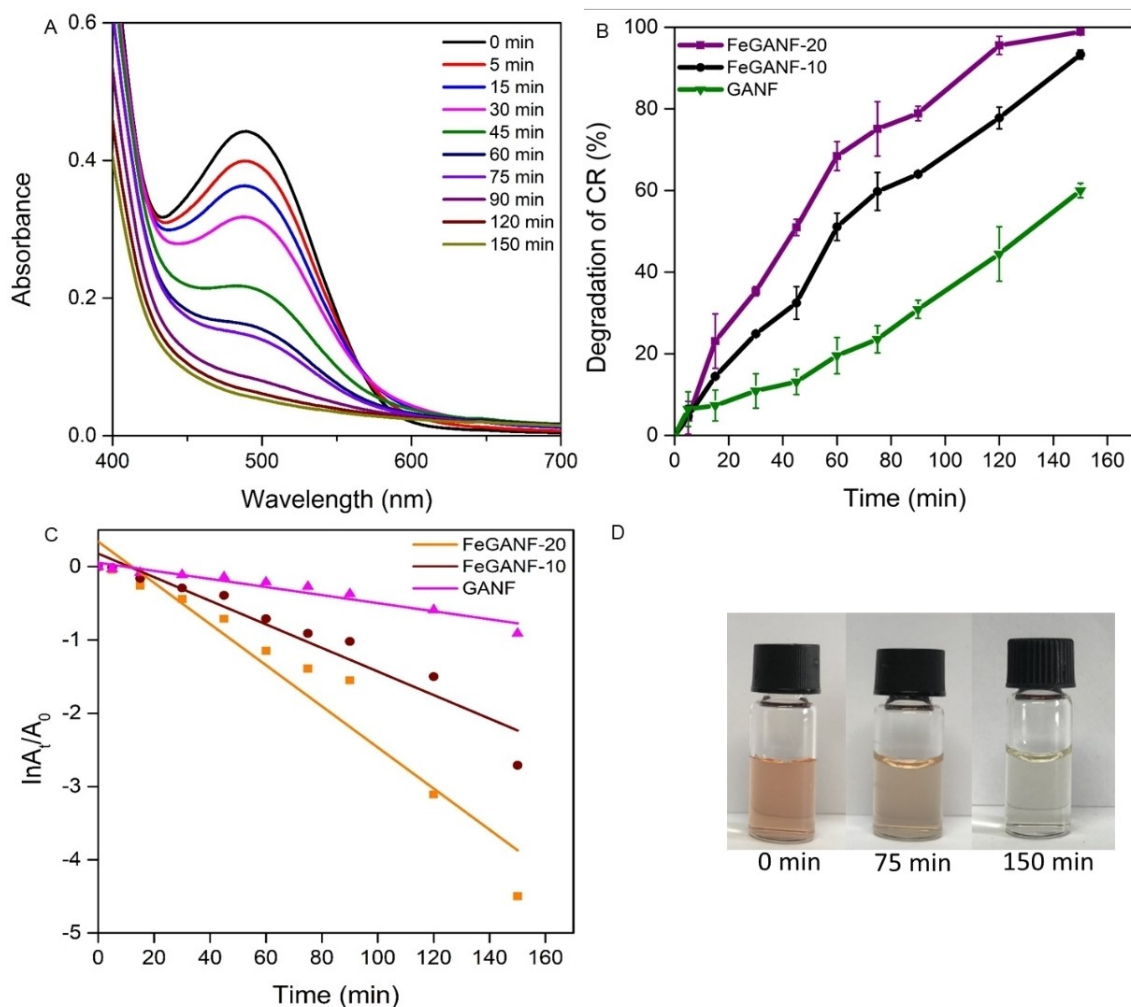 A
0.6
0.4
0.2
0.0
Absorbance
0 min
5 min
15 min
30 min
45 min
60 min
75 min
90 min
120 min
150 min
400 500 600 700
Wavelength (nm)
B
100
80
60
40
20
0
Degradation of CR (%)
FeGANF-20
FeGANF-10
GANF
0 20 40 60 80 100 120 140 160
Time (min)
C
0
-1
-2
-3
-4
-5
lnAₜ/A₀
FeGANF-20
FeGANF-10
GANF
0 20 40 60 80 100 120 140 160
Time (min)
D
0 min 75 min 150 min